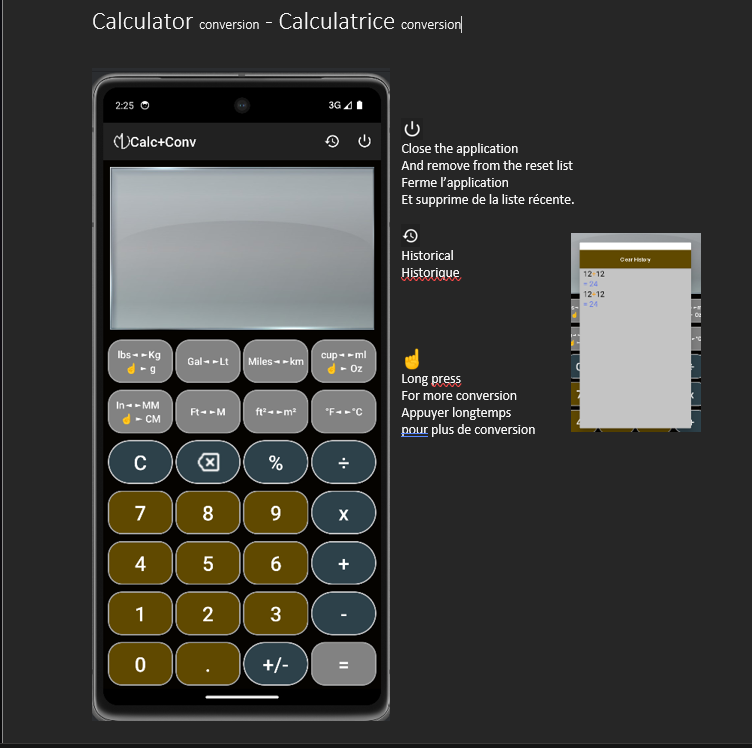 Calculator conversion - Calculatrice conversion
2:25 3G
Calc+Conv
lbs◄ ►Kg
☝ ► g
Gal◄ ►Lt
Miles◄ ►km
cup◄ ►ml
☝ ► Oz
In◄ ►MM
☝ ► CM
Ft◄ ►M
ft²◄ ►m²
°F◄ ►°C
C % ÷
7 8 9 x
4 5 6 +
1 2 3 -
0 . +/- =
Close the application
And remove from the reset list
Ferme l’application
Et supprime de la liste récente.
Historical
Historique
Clear History
12+12
= 24
12+12
= 24
Long press
For more conversion
Appuyer longtemps
pour plus de conversion